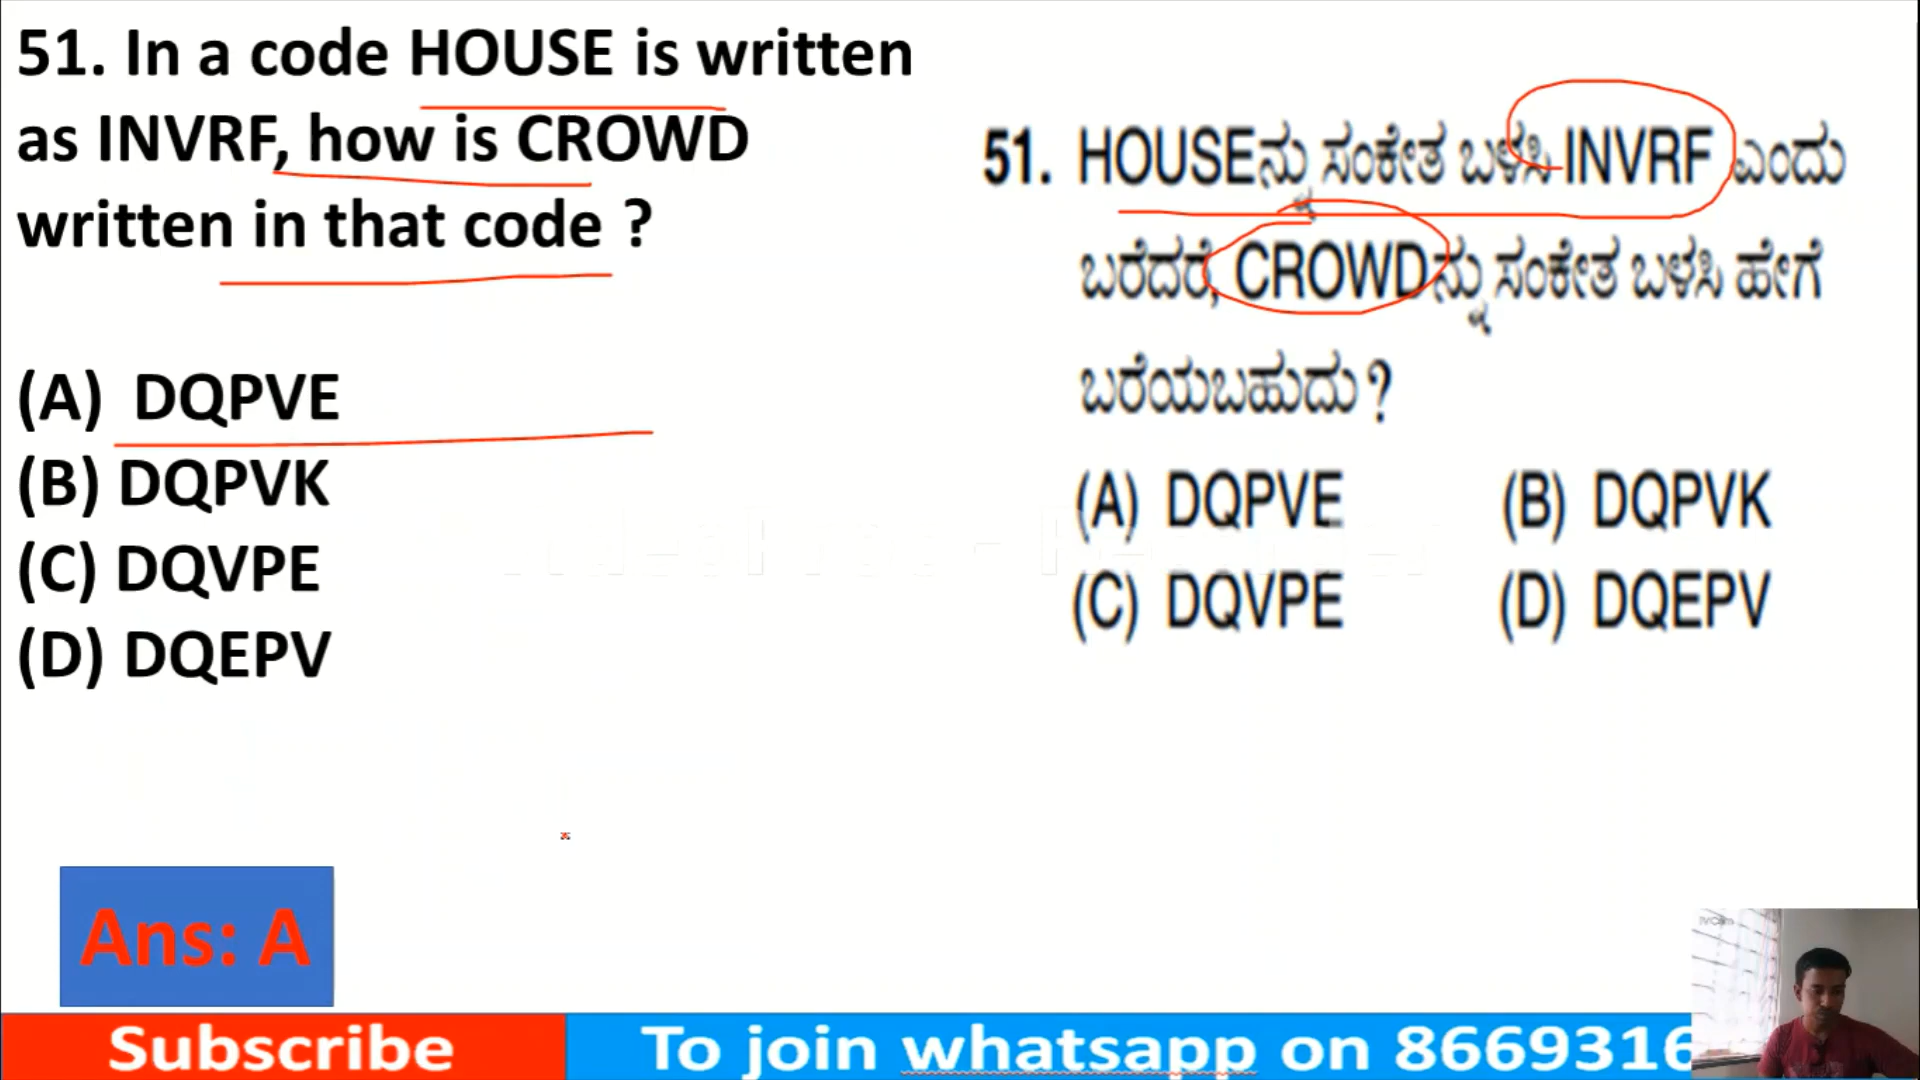 51. In a code HOUSE is written
as INVRF, how is CROWD
written in that code ?
(A) DQPVE
(B) DQPVK
(C) DQVPE
(D) DQEPV
51. HOUSEನ್ನು ಸಂಕೇತ ಬಳಸಿ INVRF ಎಂದು
ಬರೆದರೆ, CROWDನ್ನು ಸಂಕೇತ ಬಳಸಿ ಹೇಗೆ
ಬರೆಯಬಹುದು ?
(A) DQPVE (B) DQPVK
(C) DQVPE (D) DQEPV
Ans: A
Subscribe
To join whatsapp on 8669316